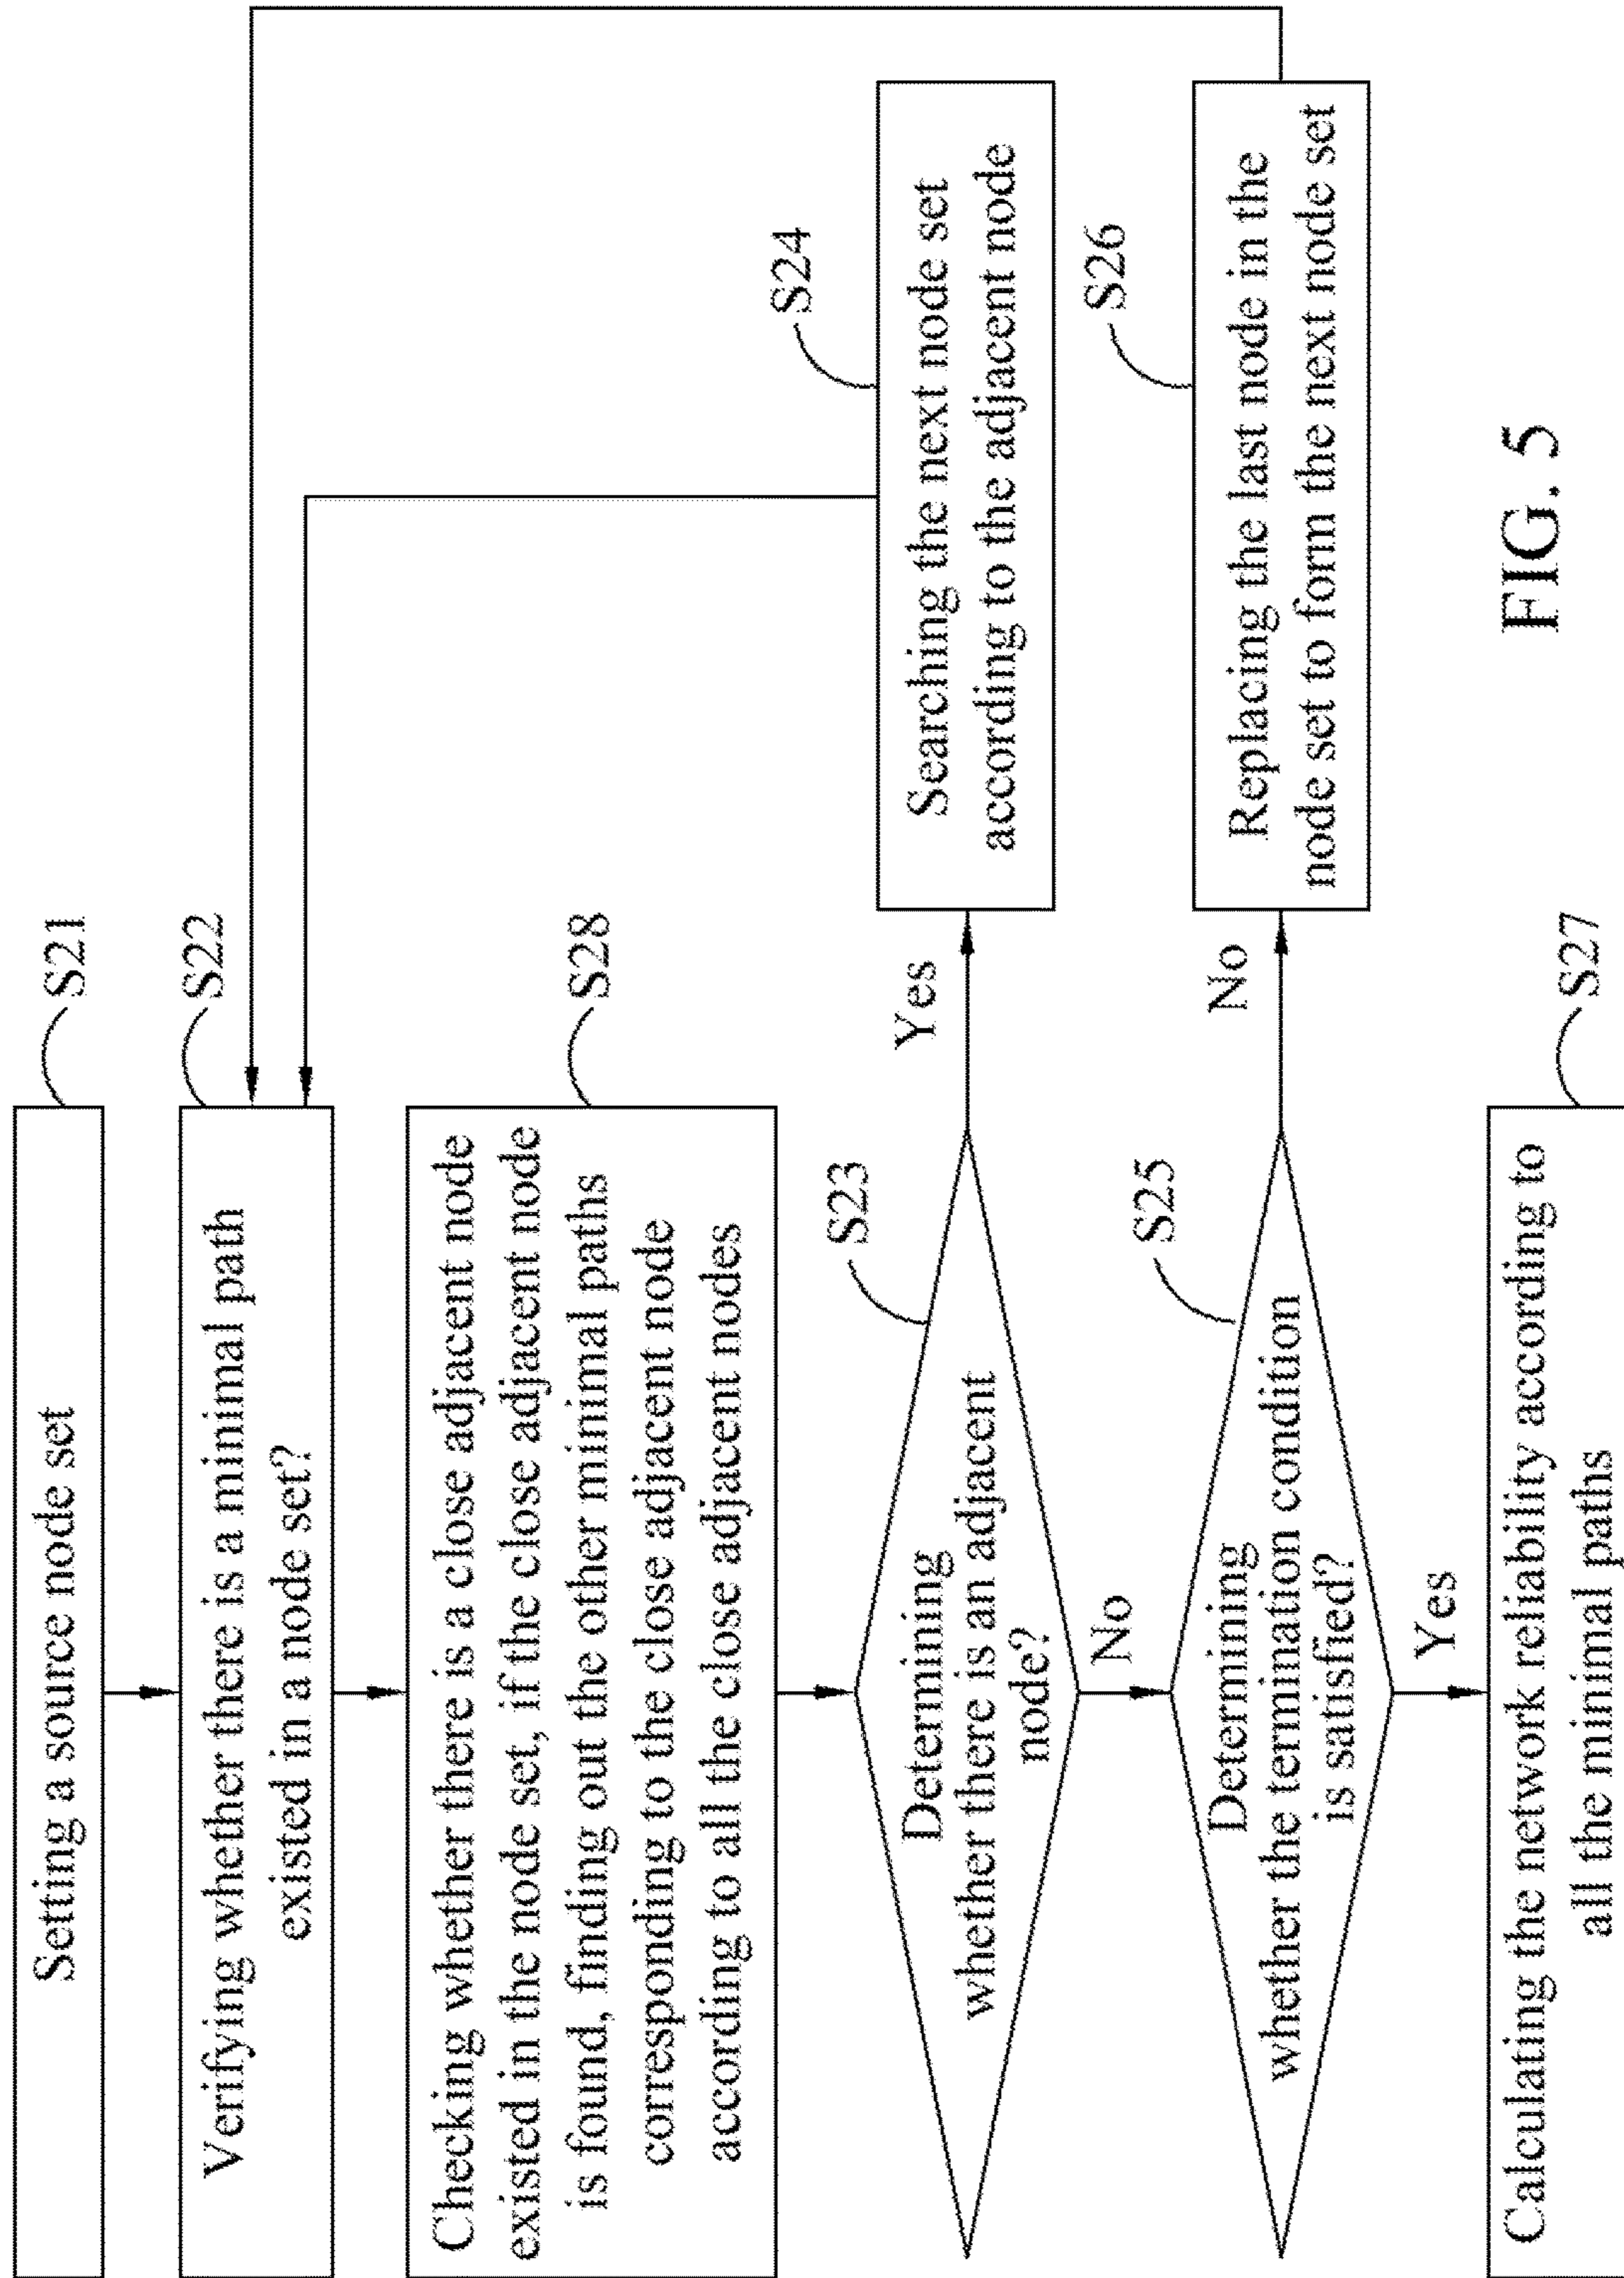 Setting a source node set
S21
Verifying whether there is a minimal path
existed in a node set?
S22
Checking whether there is a close adjacent node
existed in the node set, if the close adjacent node
is found, finding out the other minimal paths
corresponding to the close adjacent node
according to all the close adjacent nodes
S28
Determining
whether there is an adjacent
node?
S23
Yes
Searching the next node set
according to the adjacent node
S24
No
Determining
whether the termination condition
is satisfied?
S25
No
Replacing the last node in the
node set to form the next node set
S26
Yes
Calculating the network reliability according to
all the minimal paths
S27
FIG. 5